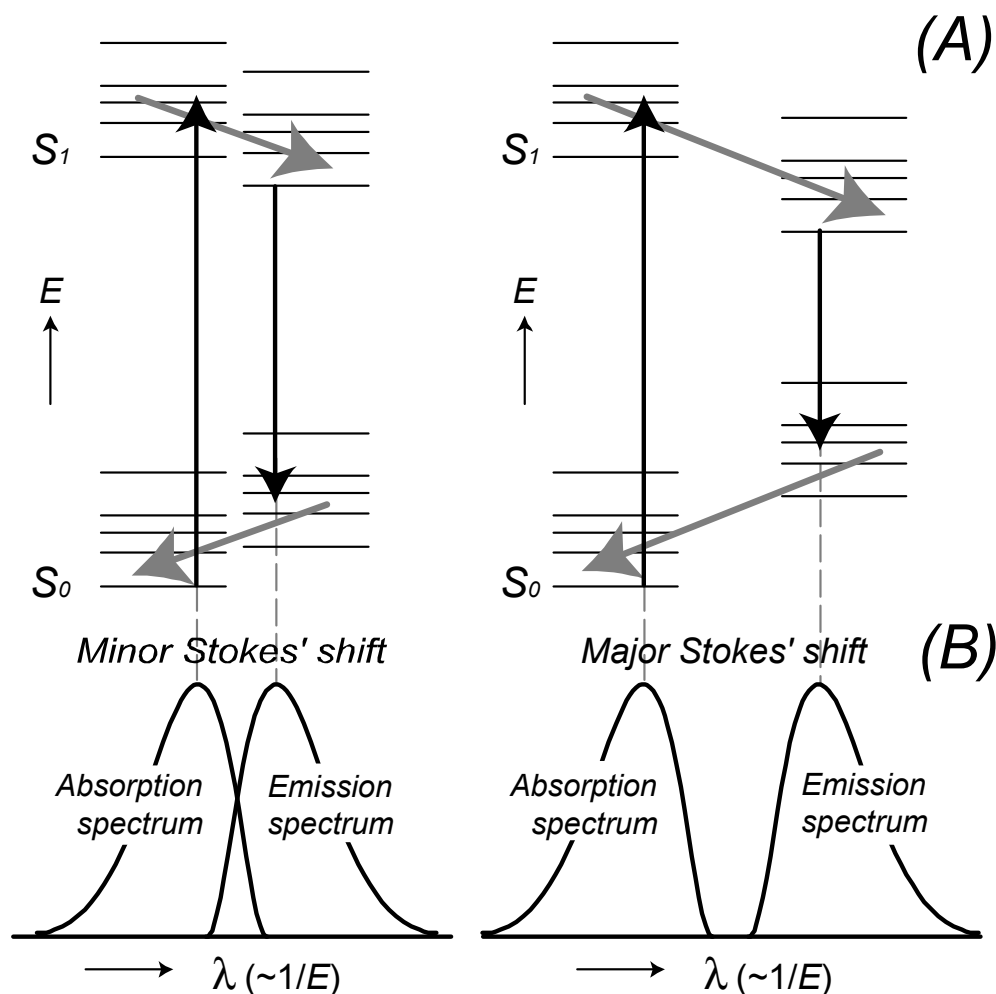 (A)
S₁
S₁
E
E
S₀
S₀
Minor Stokes' shift
Major Stokes' shift
(B)
Absorption
spectrum
Emission
spectrum
Absorption
spectrum
Emission
spectrum
λ (~1/E)
λ (~1/E)